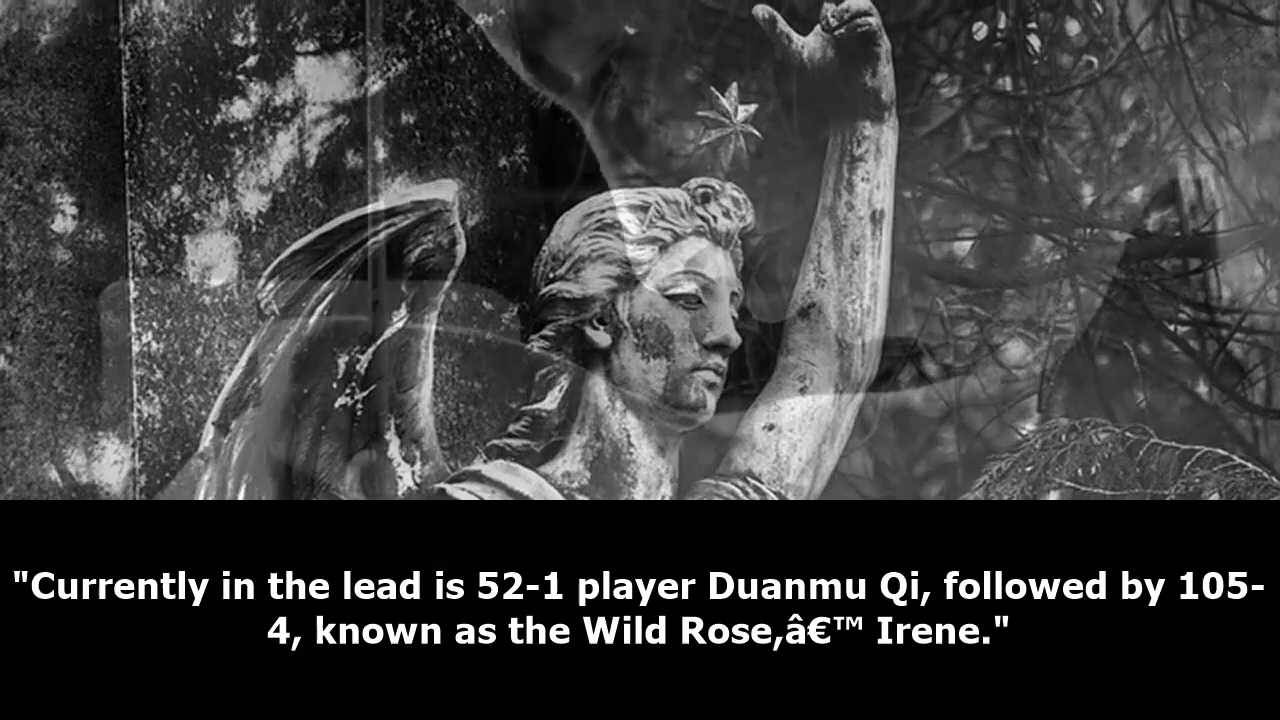 "Currently in the lead is 52-1 player Duanmu Qi, followed by 105-
4, known as the Wild Rose,â€™ Irene."